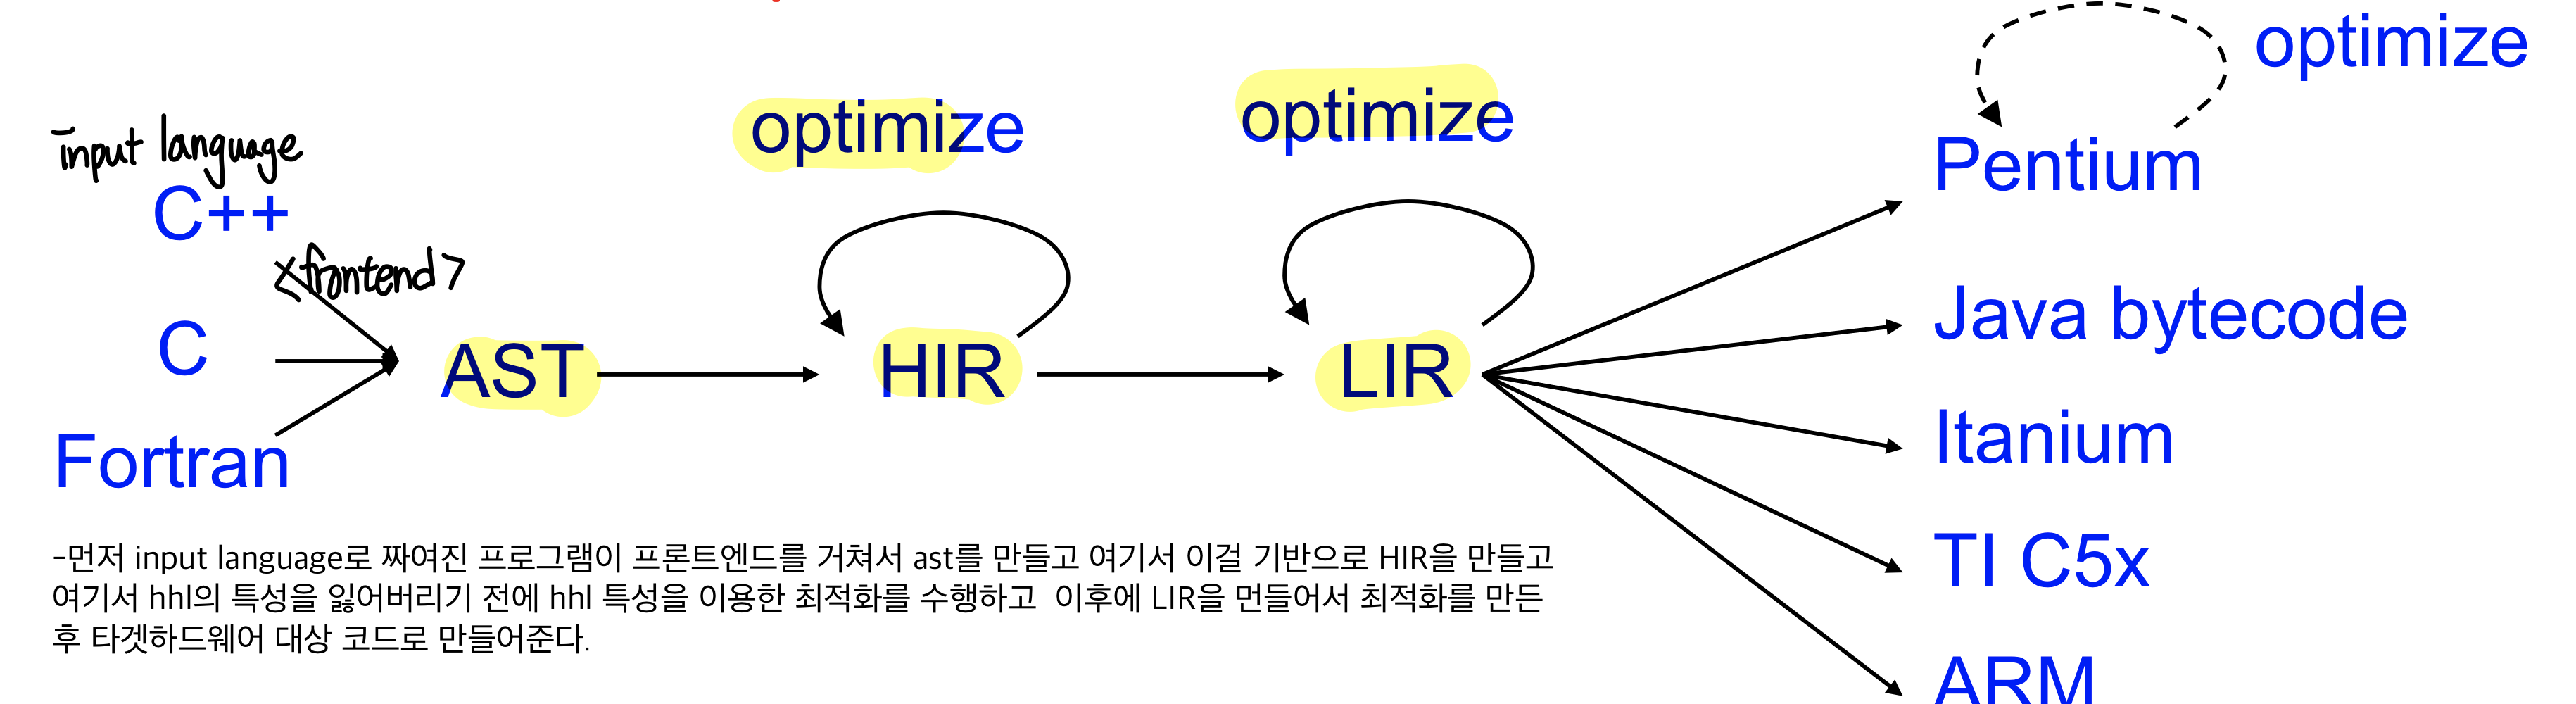 optimize
optimize
optimize
input language
C++
<frontend>
C
Fortran
AST
HIR
LIR
Pentium
Java bytecode
Itanium
TI C5x
ARM
-먼저 input language로 짜여진 프로그램이 프론트엔드를 거쳐서 ast를 만들고 여기서 이걸 기반으로 HIR을 만들고
여기서 hhl의 특성을 잃어버리기 전에 hhl 특성을 이용한 최적화를 수행하고 이후에 LIR을 먼들어서 최적화를 만든
후 타겟하드웨어 대상 코드로 만들어준다.